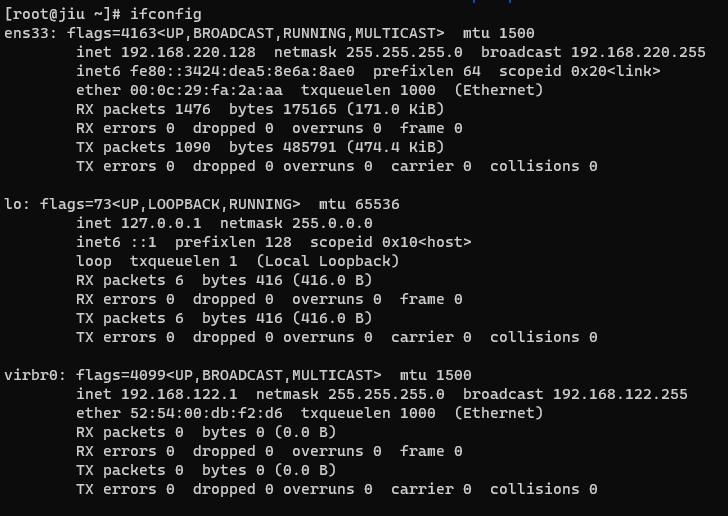 [root@jiu ~]# ifconfig
ens33: flags=4163<UP,BROADCAST,RUNNING,MULTICAST>  mtu 1500
        inet 192.168.220.128  netmask 255.255.255.0  broadcast 192.168.220.255
        inet6 fe80::3424:dea5:8e6a:8ae0  prefixlen 64  scopeid 0x20<link>
        ether 00:0c:29:fa:2a:aa  txqueuelen 1000  (Ethernet)
        RX packets 1476  bytes 175165 (171.0 KiB)
        RX errors 0  dropped 0  overruns 0  frame 0
        TX packets 1090  bytes 485791 (474.4 KiB)
        TX errors 0  dropped 0 overruns 0  carrier 0  collisions 0

lo: flags=73<UP,LOOPBACK,RUNNING>  mtu 65536
        inet 127.0.0.1  netmask 255.0.0.0
        inet6 ::1  prefixlen 128  scopeid 0x10<host>
        loop  txqueuelen 1  (Local Loopback)
        RX packets 6  bytes 416 (416.0 B)
        RX errors 0  dropped 0  overruns 0  frame 0
        TX packets 6  bytes 416 (416.0 B)
        TX errors 0  dropped 0 overruns 0  carrier 0  collisions 0

virbr0: flags=4099<UP,BROADCAST,MULTICAST>  mtu 1500
        inet 192.168.122.1  netmask 255.255.255.0  broadcast 192.168.122.255
        ether 52:54:00:db:f2:d6  txqueuelen 1000  (Ethernet)
        RX packets 0  bytes 0 (0.0 B)
        RX errors 0  dropped 0  overruns 0  frame 0
        TX packets 0  bytes 0 (0.0 B)
        TX errors 0  dropped 0 overruns 0  carrier 0  collisions 0